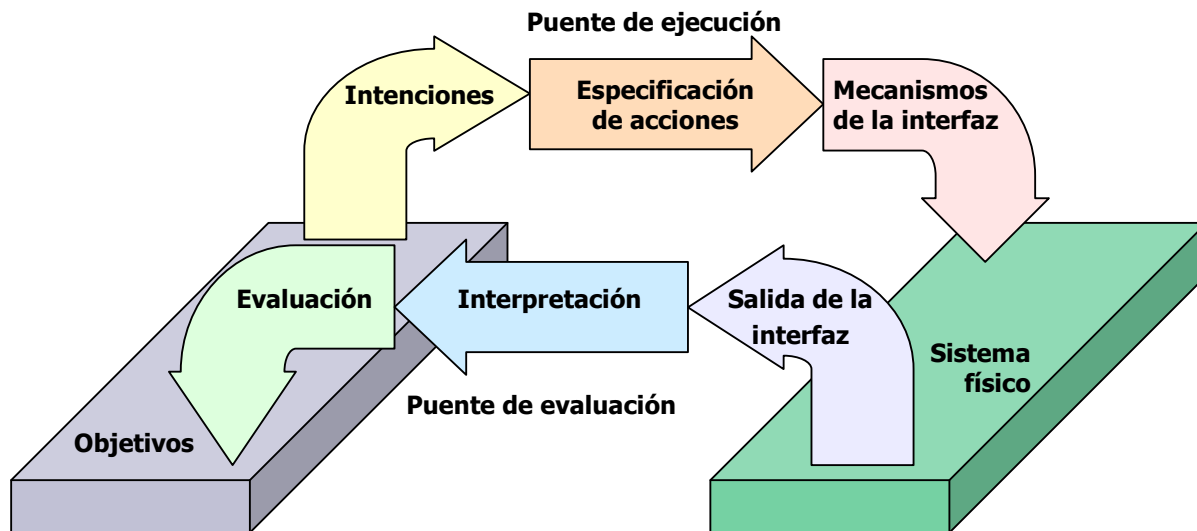 Puente de ejecución
Intenciones
Especificación
de acciones
Mecanismos
de la interfaz
Evaluación
Interpretación
Salida de la
interfaz
Sistema
físico
Puente de evaluación
Objetivos